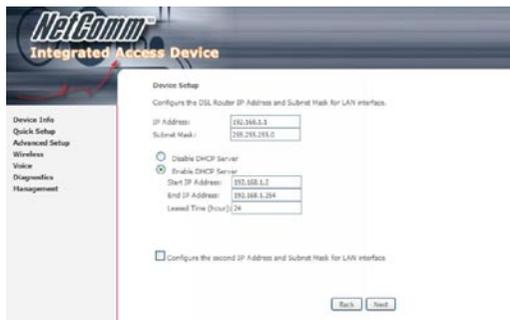 NetComm™
Integrated Access Device
Device Info
Quick Setup
Advanced Setup
Wireless
Voice
Diagnostics
Management
Device Setup
Configure the DSL Router IP Address and Subnet Mask for LAN interface.
IP Address: 192.168.1.1
Subnet Mask: 255.255.255.0
Disable DHCP Server
Enable DHCP Server
Start IP Address: 192.168.1.2
End IP Address: 192.168.1.254
Leased Time (hour): 24
Configure the second IP Address and Subnet Mask for LAN interface
Back Next